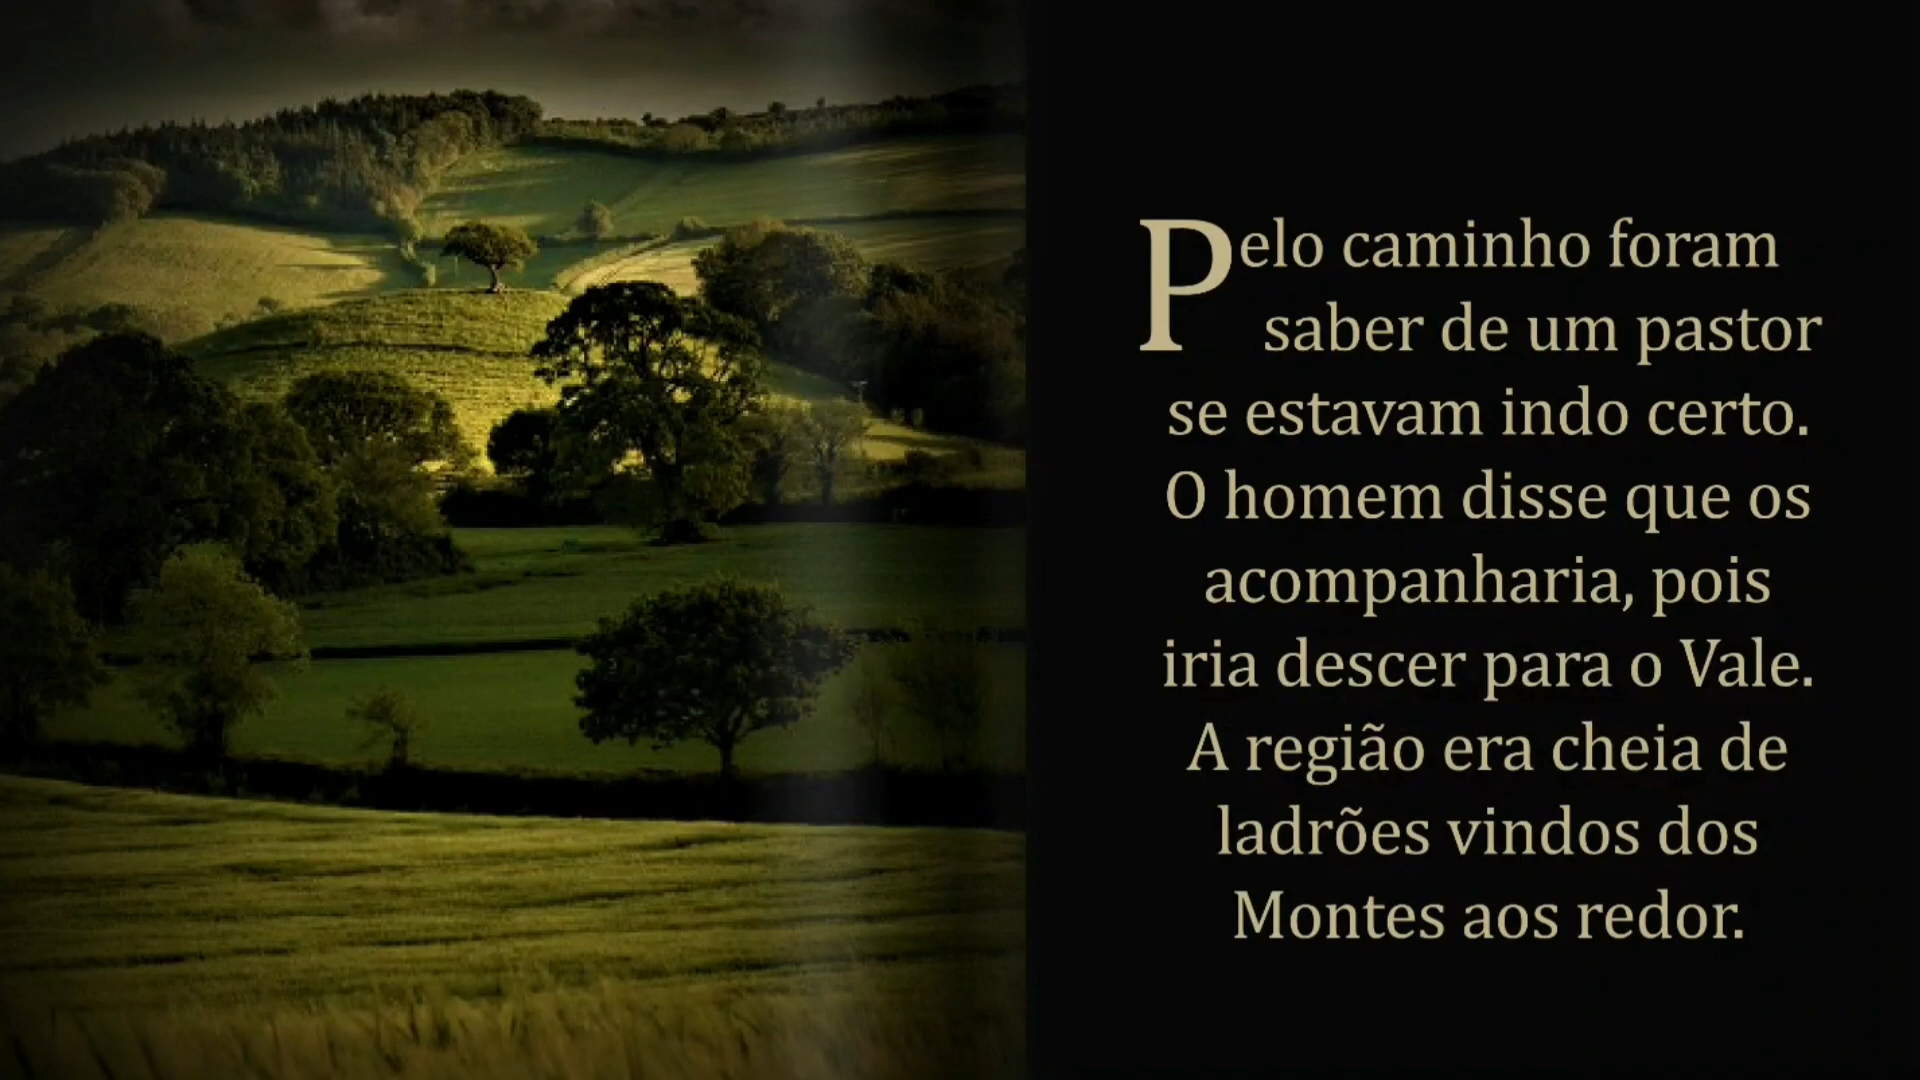 Pelo caminho foram
saber de um pastor
se estavam indo certo.
O homem disse que os
acompanharia, pois
iria descer para o Vale.
A região era cheia de
ladrões vindos dos
Montes aos redor.